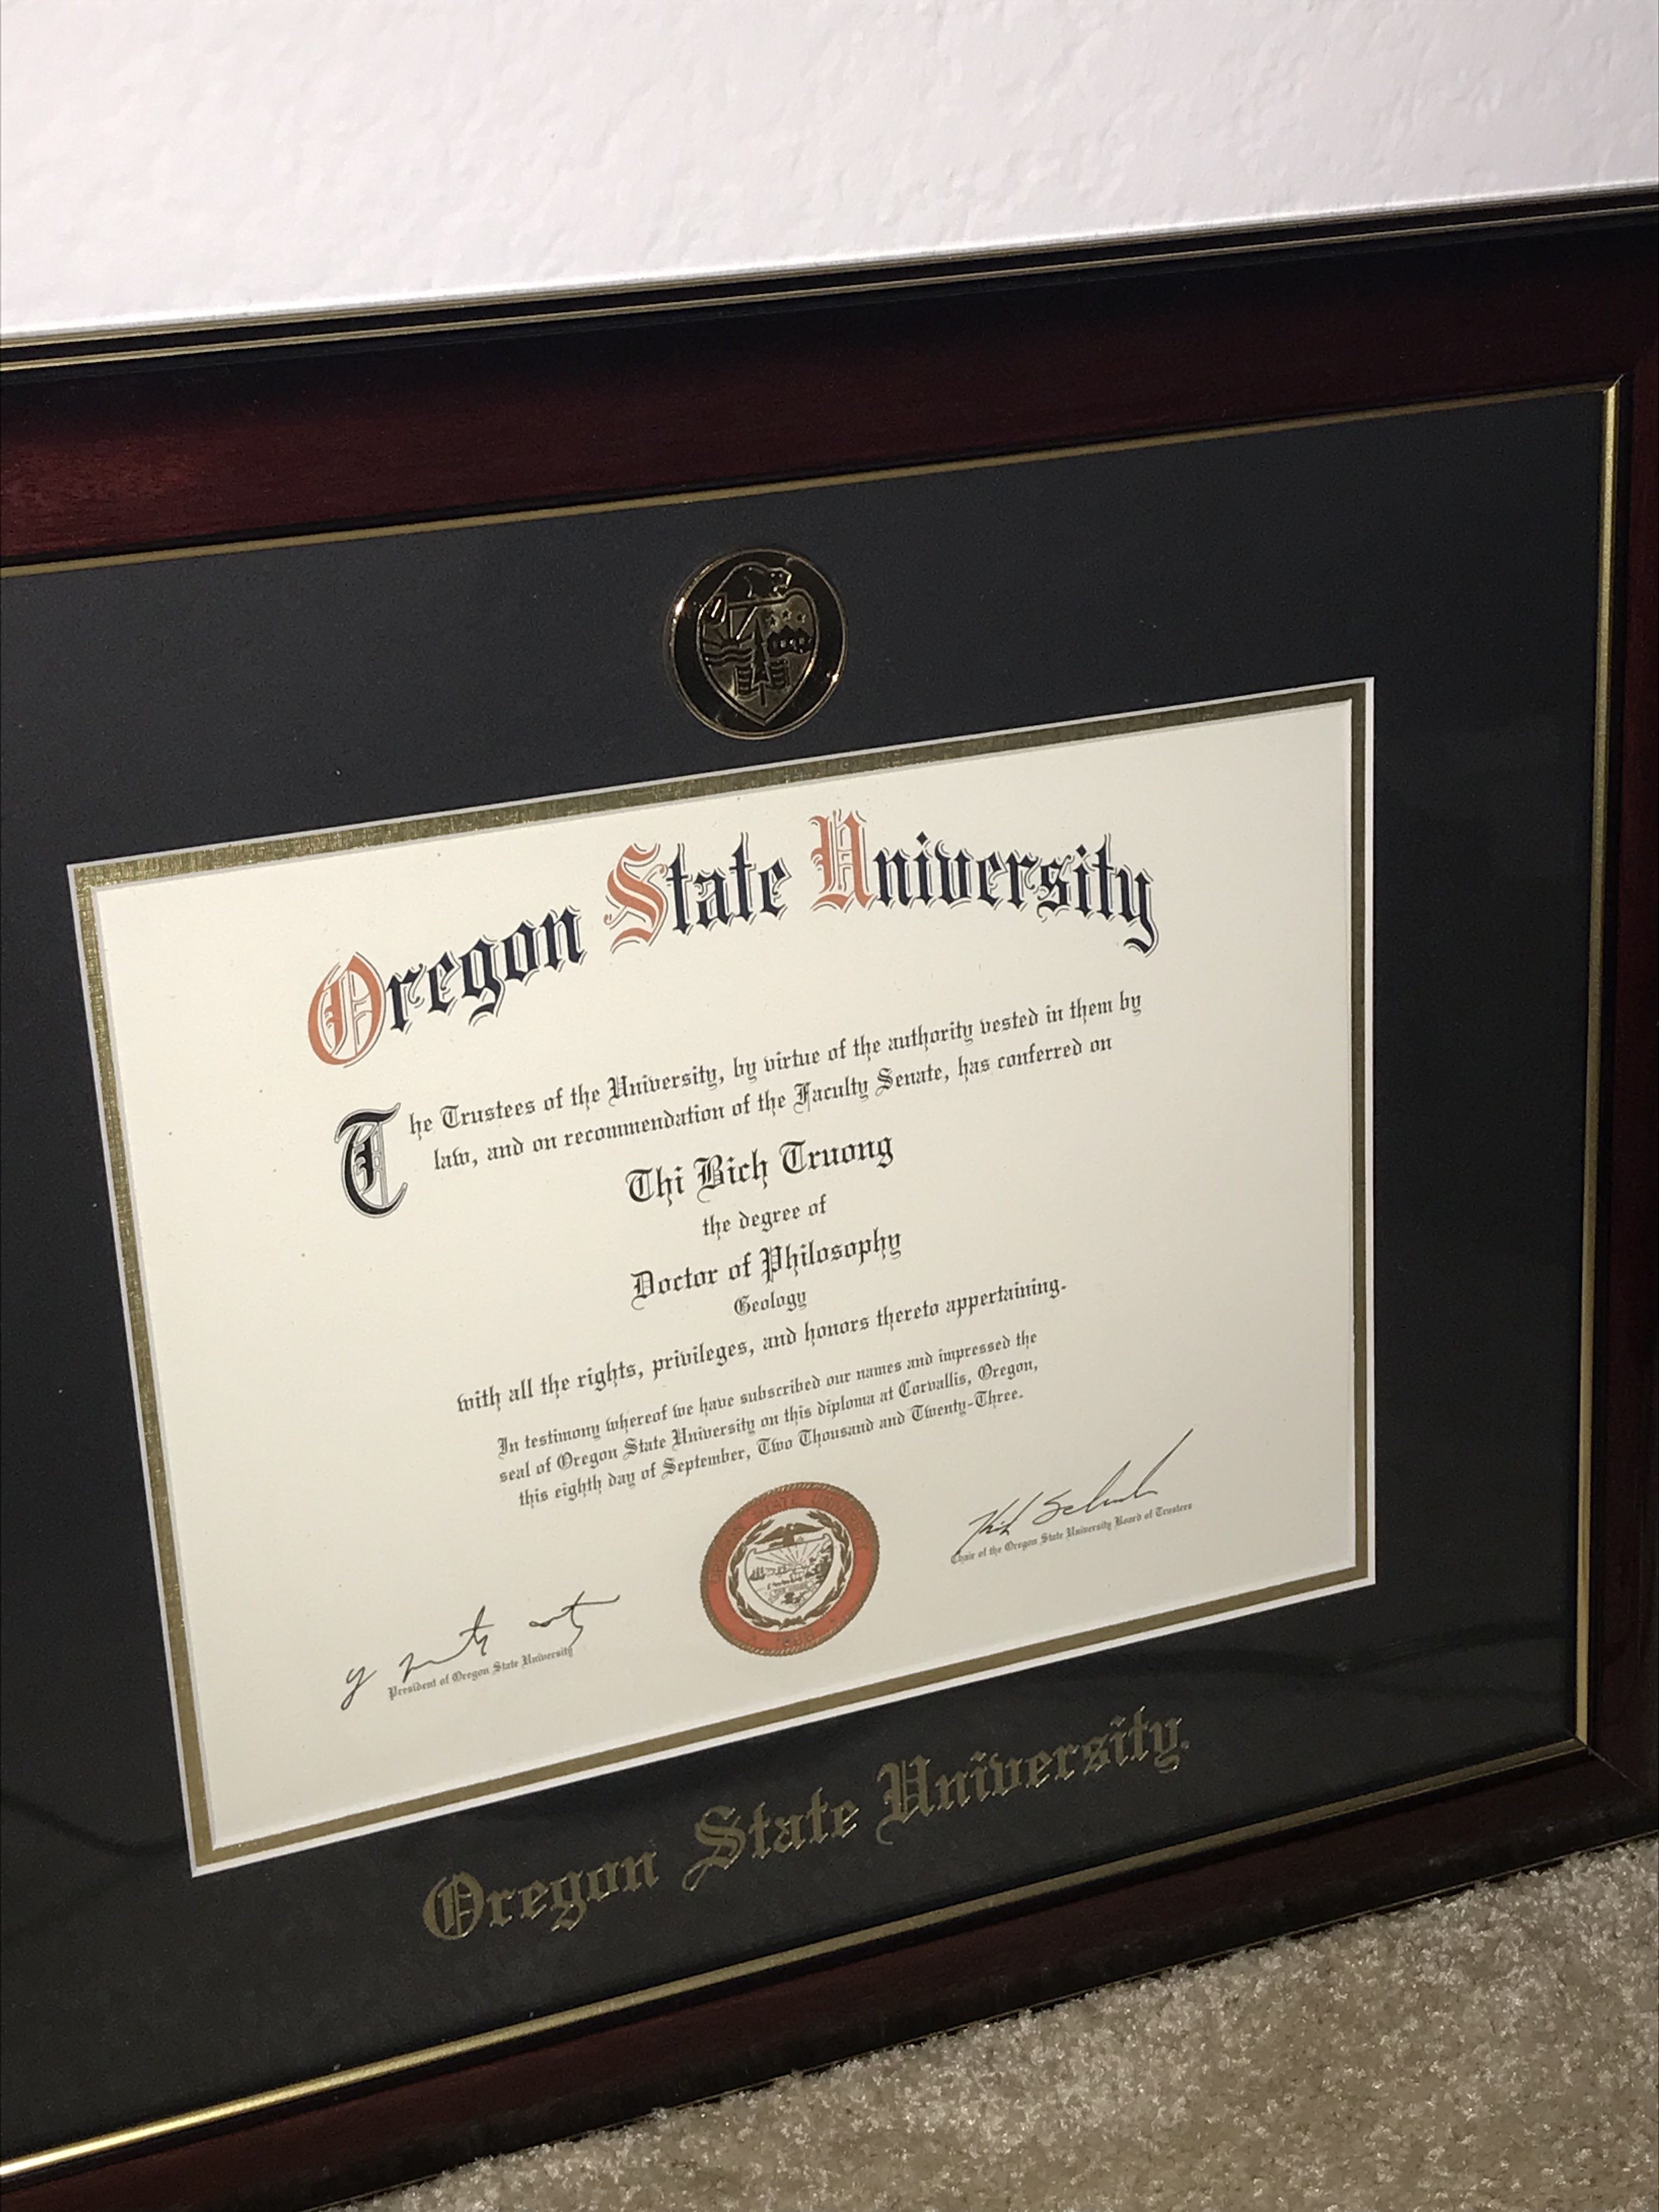 Oregon State University
The Trustees of the University, by virtue of the authority vested in them by
law, and on recommendation of the Faculty Senate, has conferred on
Thi Bich Truong
the degree of
Doctor of Philosophy
Geology
with all the rights, privileges, and honors thereto appertaining.
In testimony whereof we have subscribed our names and impressed the
seal of Oregon State University on this diploma at Corvallis, Oregon,
this eighth day of September, Two Thousand and Twenty-Three.
Chair of the Oregon State University Board of Trustees
President of Oregon State University
Oregon State University.